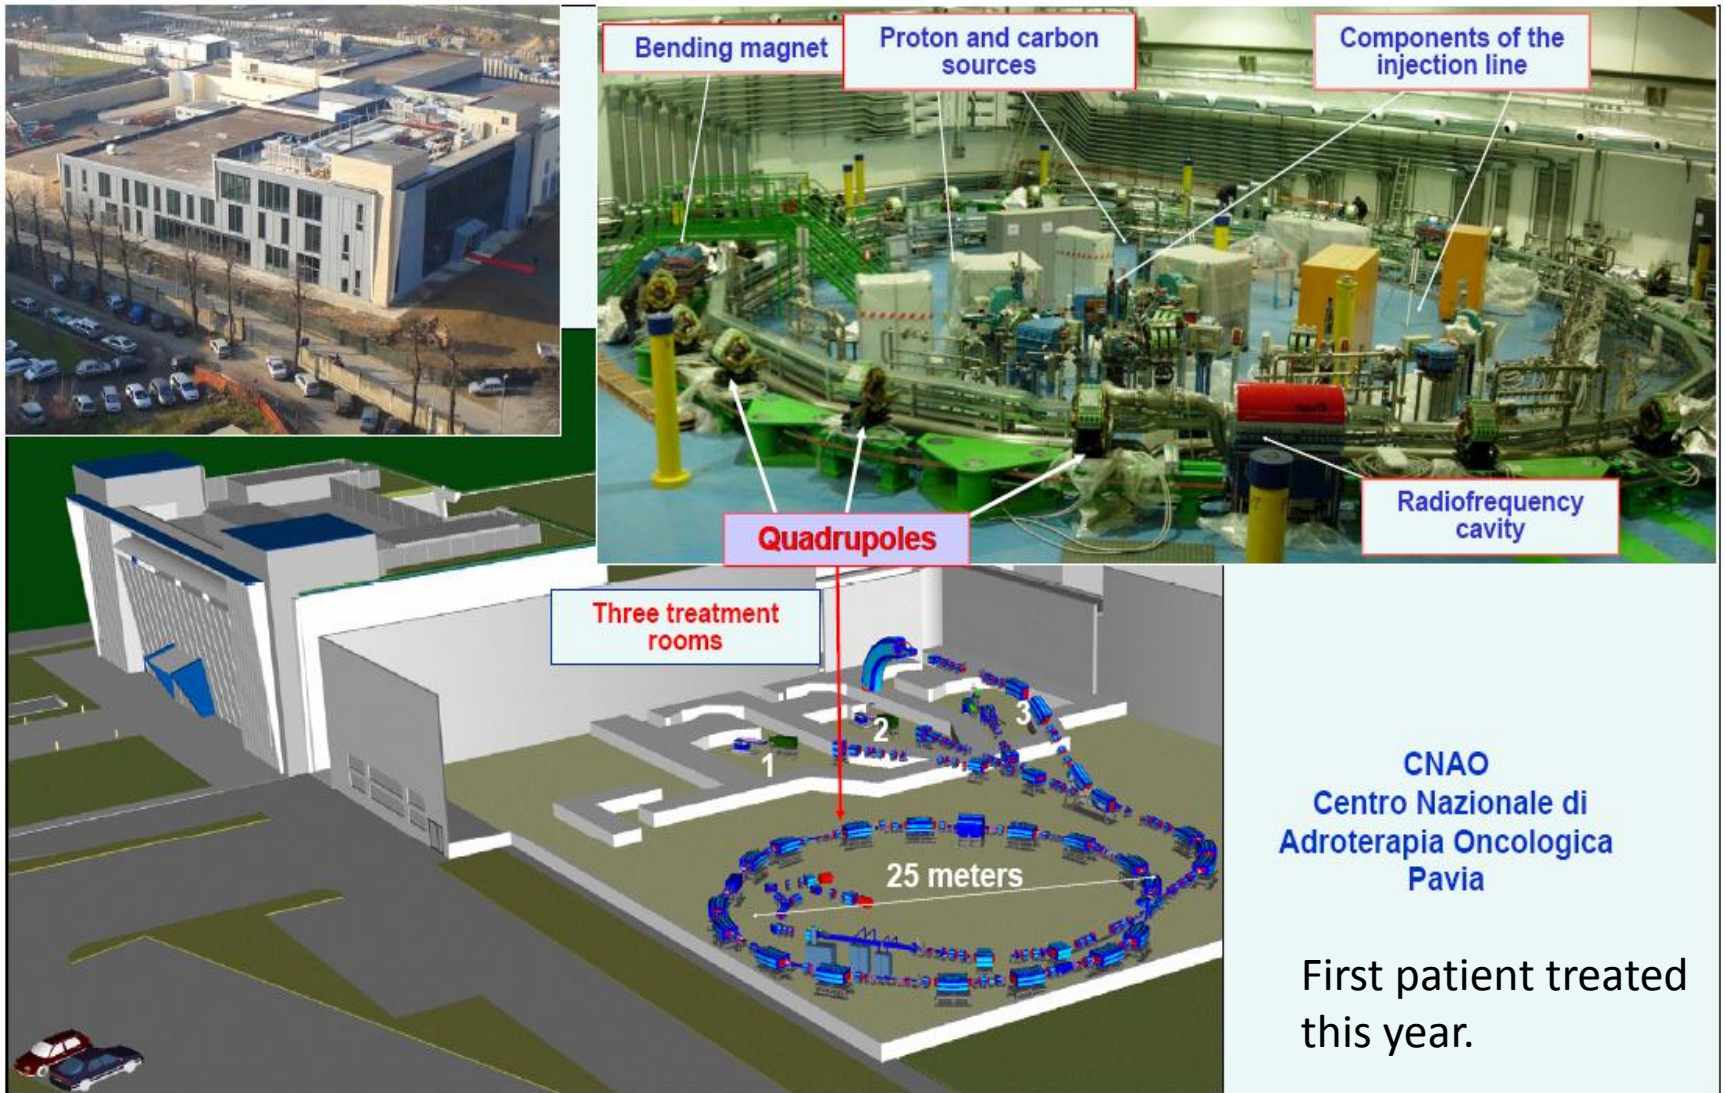 Bending magnet
Proton and carbon
sources
Components of the
injection line
Radiofrequency
cavity
Quadrupoles
Three treatment
rooms
1
2
3
25 meters
CNAO
Centro Nazionale di
Adroterapia Oncologica
Pavia
First patient treated
this year.